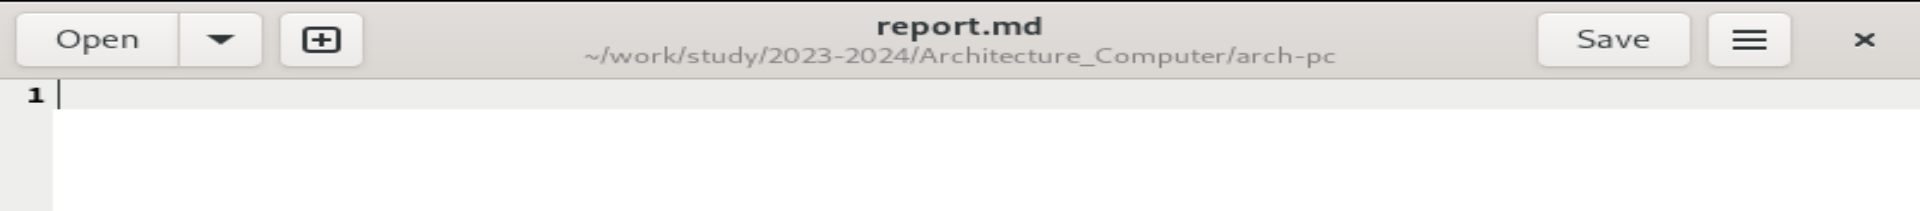 Open
report.md
~/work/study/2023-2024/Architecture_Computer/arch-pc
Save
1